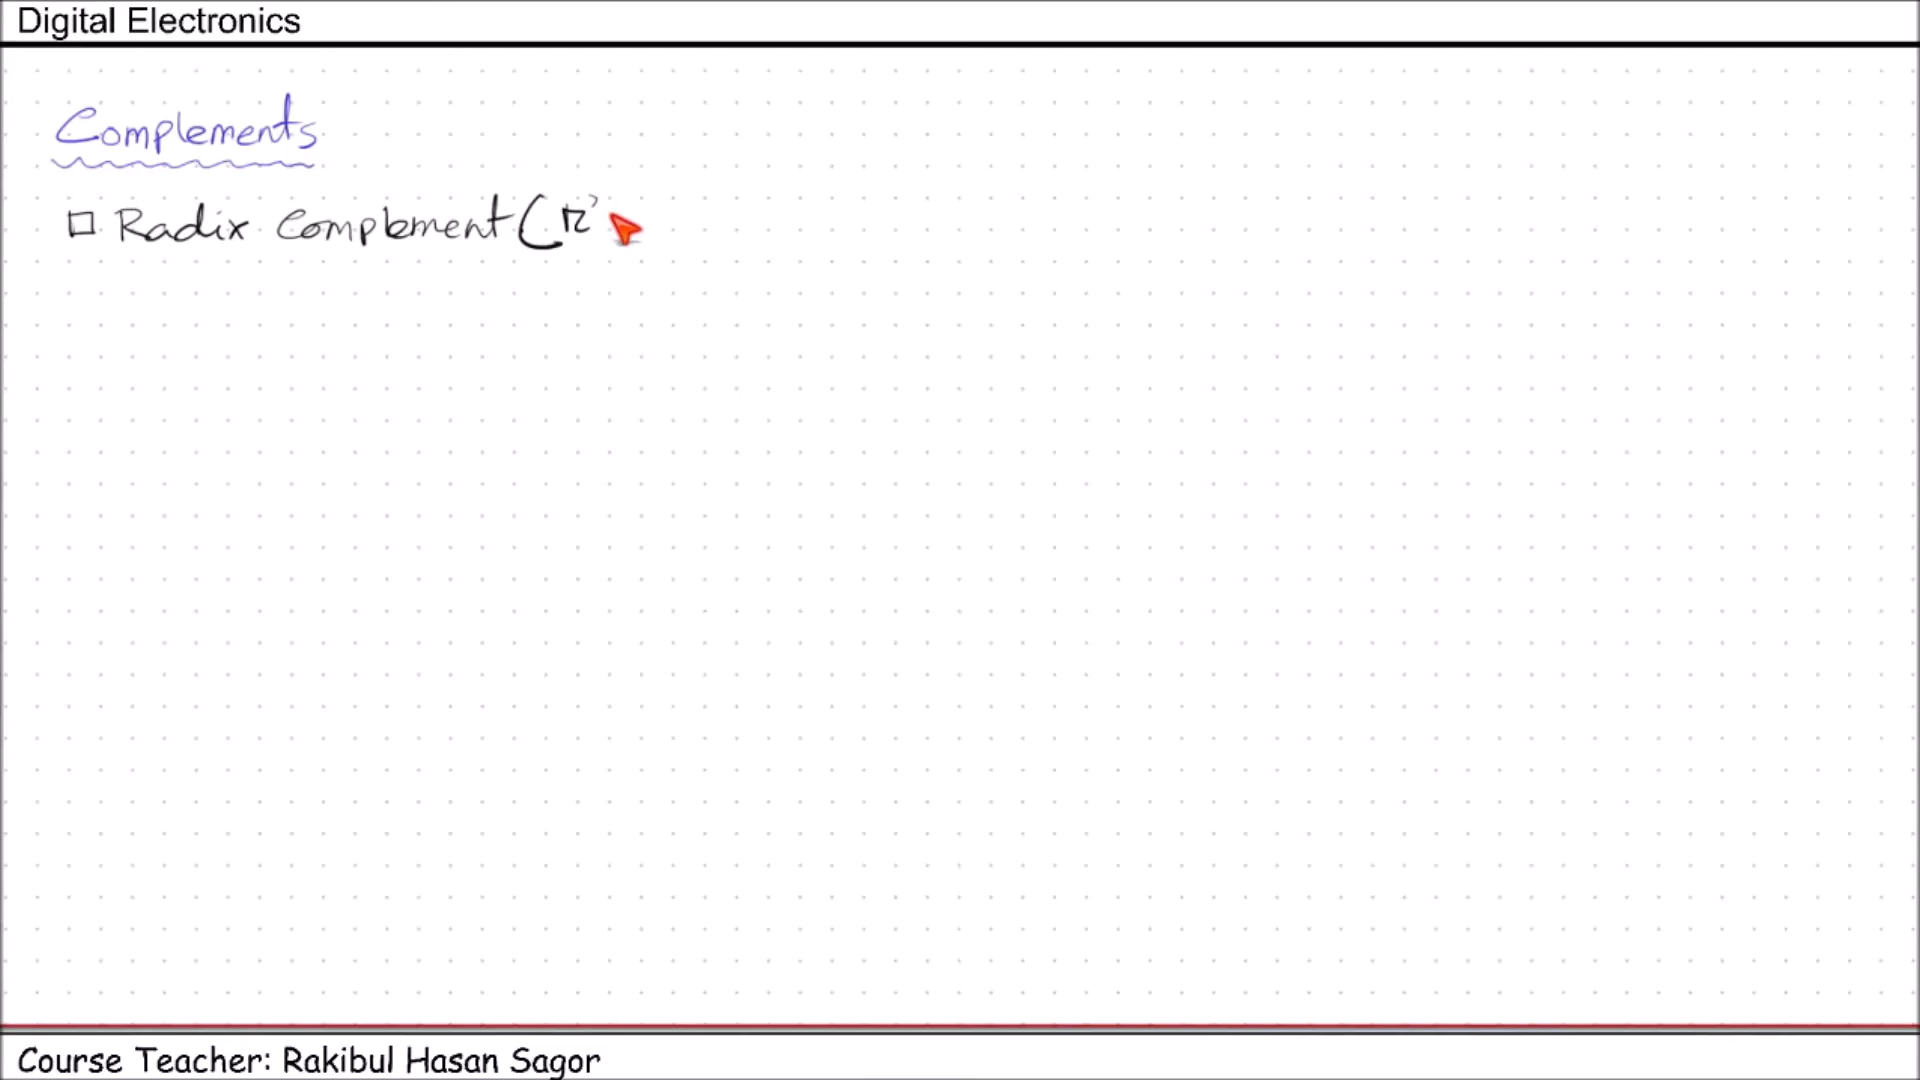 Digital Electronics
Complements
□ Radix Complement (r'
Course Teacher: Rakibul Hasan Sagor